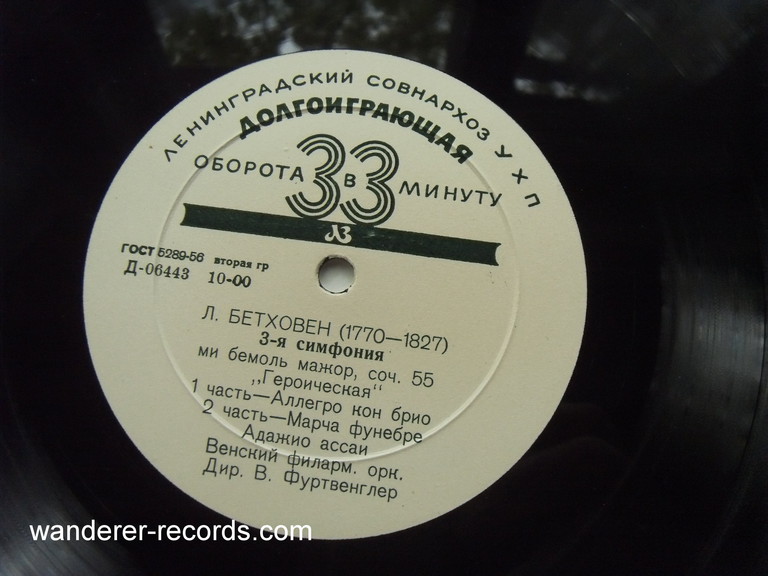 ЛЕНИНГРАДСКИЙ СОВНАРХОЗ УХП
ДОЛГОИГРАЮЩАЯ
ОБОРОТА 33 В МИНУТУ
ЛЗ
ГОСТ 5289-56 вторая гр
Д-06443 10-00
Л. БЕТХОВЕН (1770—1827)
3-я симфония
ми бемоль мажор, соч. 55
„Героическая“
1 часть—Аллегро кон брио
2 часть—Марча фунебре
Адажио ассаи
Венский филарм. орк.
Дир. В. Фуртвенглер
wanderer-records.com